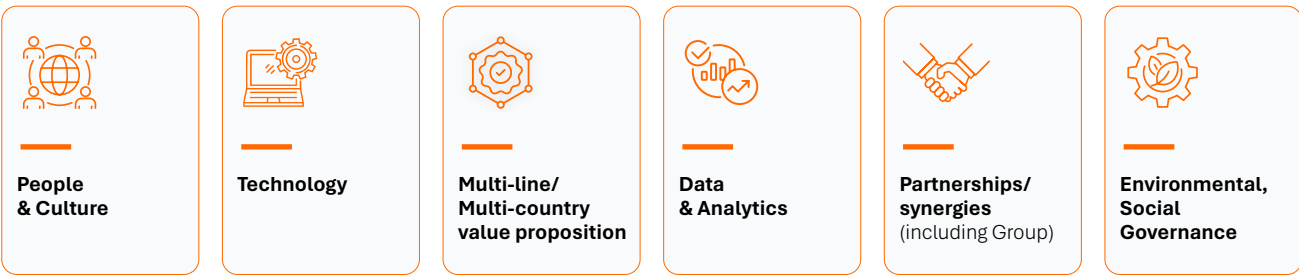 People
& Culture
Technology
Multi-line/
Multi-country
value proposition
Data
& Analytics
Partnerships/
synergies
(including Group)
Environmental,
Social
Governance